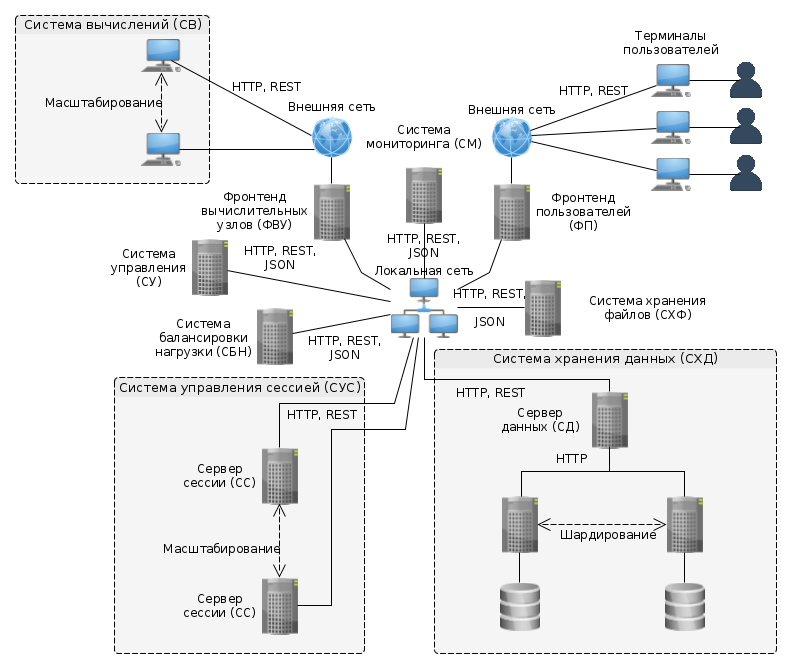 Система вычислений (СВ)
Масштабирование
HTTP, REST
Внешняя сеть
Терминалы
пользователей
HTTP, REST
Внешняя сеть
Система
мониторинга (СМ)
Фронтенд
вычислительных
узлов (ФВУ)
Фронтенд
пользователей
(ФП)
HTTP, REST,
JSON
Система
управления
(СУ)
HTTP, REST,
JSON
Локальная сеть
HTTP, REST,
JSON
Система хранения
файлов (СХФ)
Система
балансировки
нагрузки (СБН)
HTTP, REST,
JSON
Система управления сессией (СУС)
HTTP, REST
Сервер
сессии (СС)
Масштабирование
Сервер
сессии (СС)
Система хранения данных (СХД)
HTTP, REST
Сервер
данных (СД)
HTTP
Шардирование